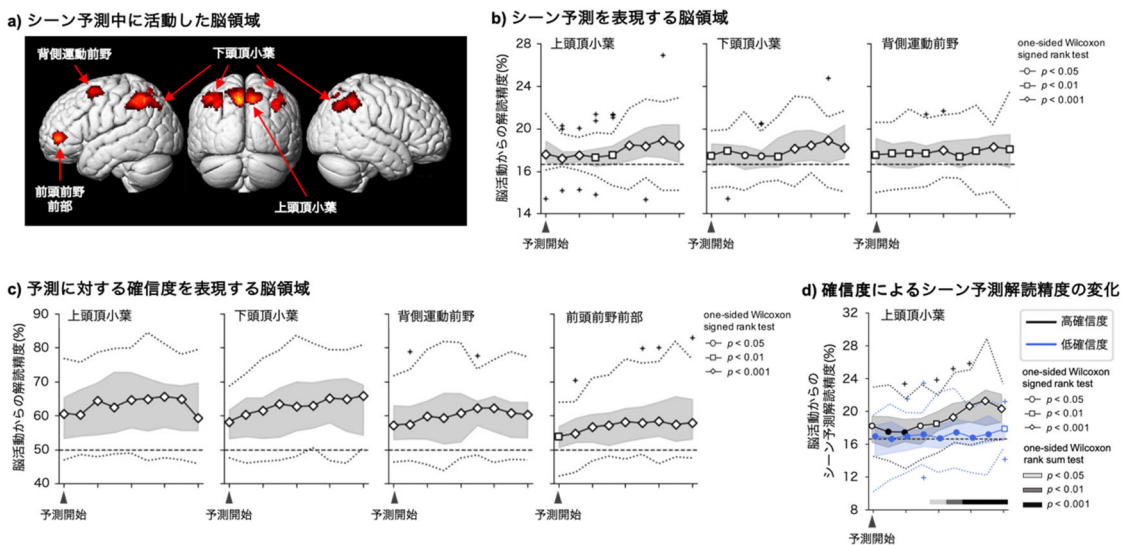 a) シーン予測中に活動した脳領域
背側運動前野
下頭頂小葉
前頭前野
前部
上頭頂小葉
b) シーン予測を表現する脳領域
脳活動からの解読精度(%)
28
24
20
16
14
上頭頂小葉
予測開始
下頭頂小葉
予測開始
背側運動前野
予測開始
one-sided Wilcoxon
signed rank test
p < 0.05
p < 0.01
p < 0.001
c) 予測に対する確信度を表現する脳領域
脳活動からの解読精度(%)
90
80
70
60
50
40
上頭頂小葉
予測開始
下頭頂小葉
予測開始
背側運動前野
予測開始
前頭前野前部
予測開始
one-sided Wilcoxon
signed rank test
p < 0.05
p < 0.01
p < 0.001
d) 確信度によるシーン予測解読精度の変化
脳活動からの
シーン予測解読精度(%)
32
28
24
20
16
12
8
上頭頂小葉
予測開始
高確信度
低確信度
one-sided Wilcoxon
signed rank test
p < 0.05
p < 0.01
p < 0.001
one-sided Wilcoxon
rank sum test
p < 0.05
p < 0.01
p < 0.001